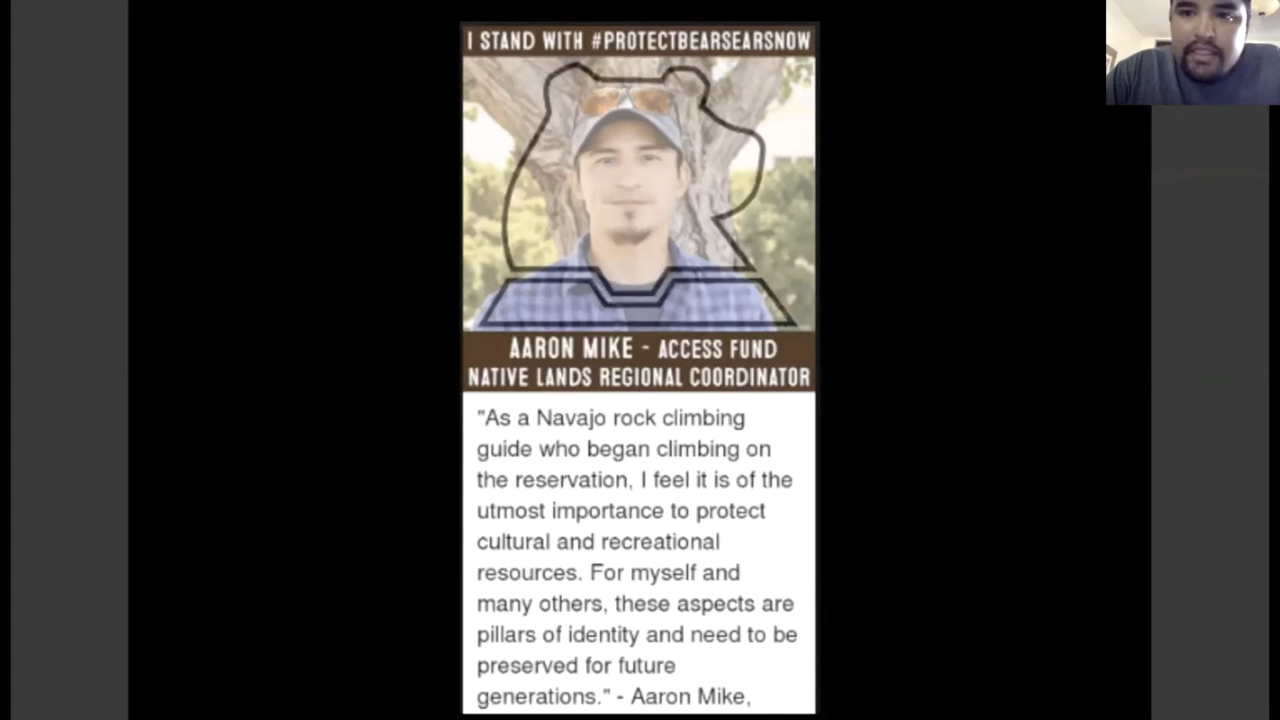 I STAND WITH #PROTECTBEARSEARSNOW
AARON MIKE - ACCESS FUND
NATIVE LANDS REGIONAL COORDINATOR
"As a Navajo rock climbing
guide who began climbing on
the reservation, I feel it is of the
utmost importance to protect
cultural and recreational
resources. For myself and
many others, these aspects are
pillars of identity and need to be
preserved for future
generations." - Aaron Mike,